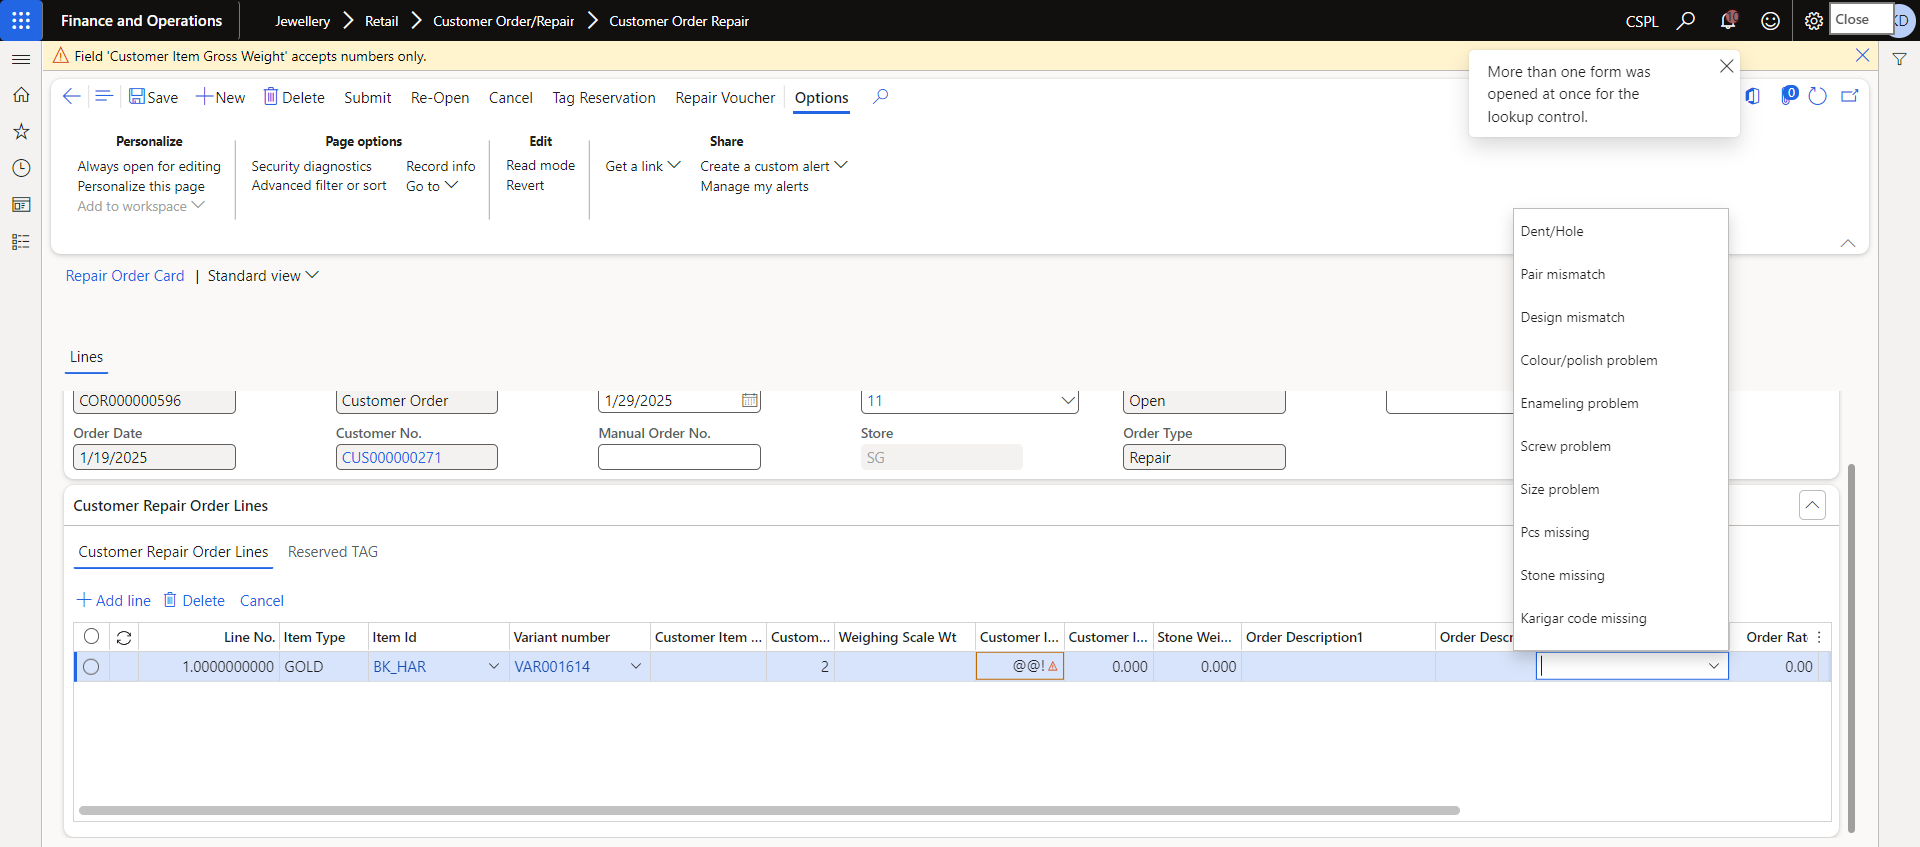 Finance and Operations
Jewellery
Retail
Customer Order/Repair
Customer Order Repair
CSPL
Close
Field 'Customer Item Gross Weight' accepts numbers only.
More than one form was
opened at once for the
lookup control.
Save
New
Delete
Submit
Re-Open
Cancel
Tag Reservation
Repair Voucher
Options
0
Personalize
Always open for editing
Personalize this page
Add to workspace
Page options
Security diagnostics
Advanced filter or sort
Record info
Go to
Edit
Read mode
Revert
Get a link
Share
Create a custom alert
Manage my alerts
Repair Order Card | Standard view
Lines
COR000000596
Customer Order
1/29/2025
11
Open
Order Date
1/19/2025
Customer No.
CUS000000271
Manual Order No.
Store
SG
Order Type
Repair
Customer Repair Order Lines
Customer Repair Order Lines
Reserved TAG
Add line
Delete
Cancel
Line No.
Item Type
Item Id
Variant number
Customer Item ...
Custom...
Weighing Scale Wt
Customer I...
Customer I...
Stone Wei...
Order Description1
Order Descr
Order Rat
1.0000000000
GOLD
BK_HAR
VAR001614
2
@@!
0.000
0.000
0.00
Dent/Hole
Pair mismatch
Design mismatch
Colour/polish problem
Enameling problem
Screw problem
Size problem
Pcs missing
Stone missing
Karigar code missing